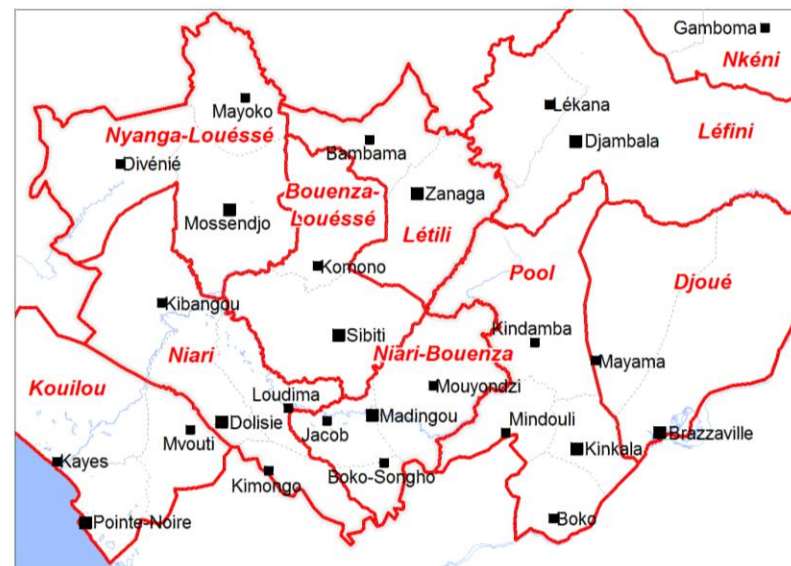 Gamboma
Nkéni
Mayoko
Lékana
Nyanga-Louéssé
Bambama
Djambala
Léfini
Divénié
Bouenza-
Louéssé
Zanaga
Mossendjo
Létili
Komono
Pool
Djoué
Kibangou
Sibiti
Kindamba
Niari
Niari-Bouenza
Mayama
Kouilou
Loudima
Mouyondzi
Dolisie
Jacob
Madingou
Mindouli
Mvouti
Brazzaville
Kayes
Kimongo
Boko-Songho
Kinkala
Pointe-Noire
Boko